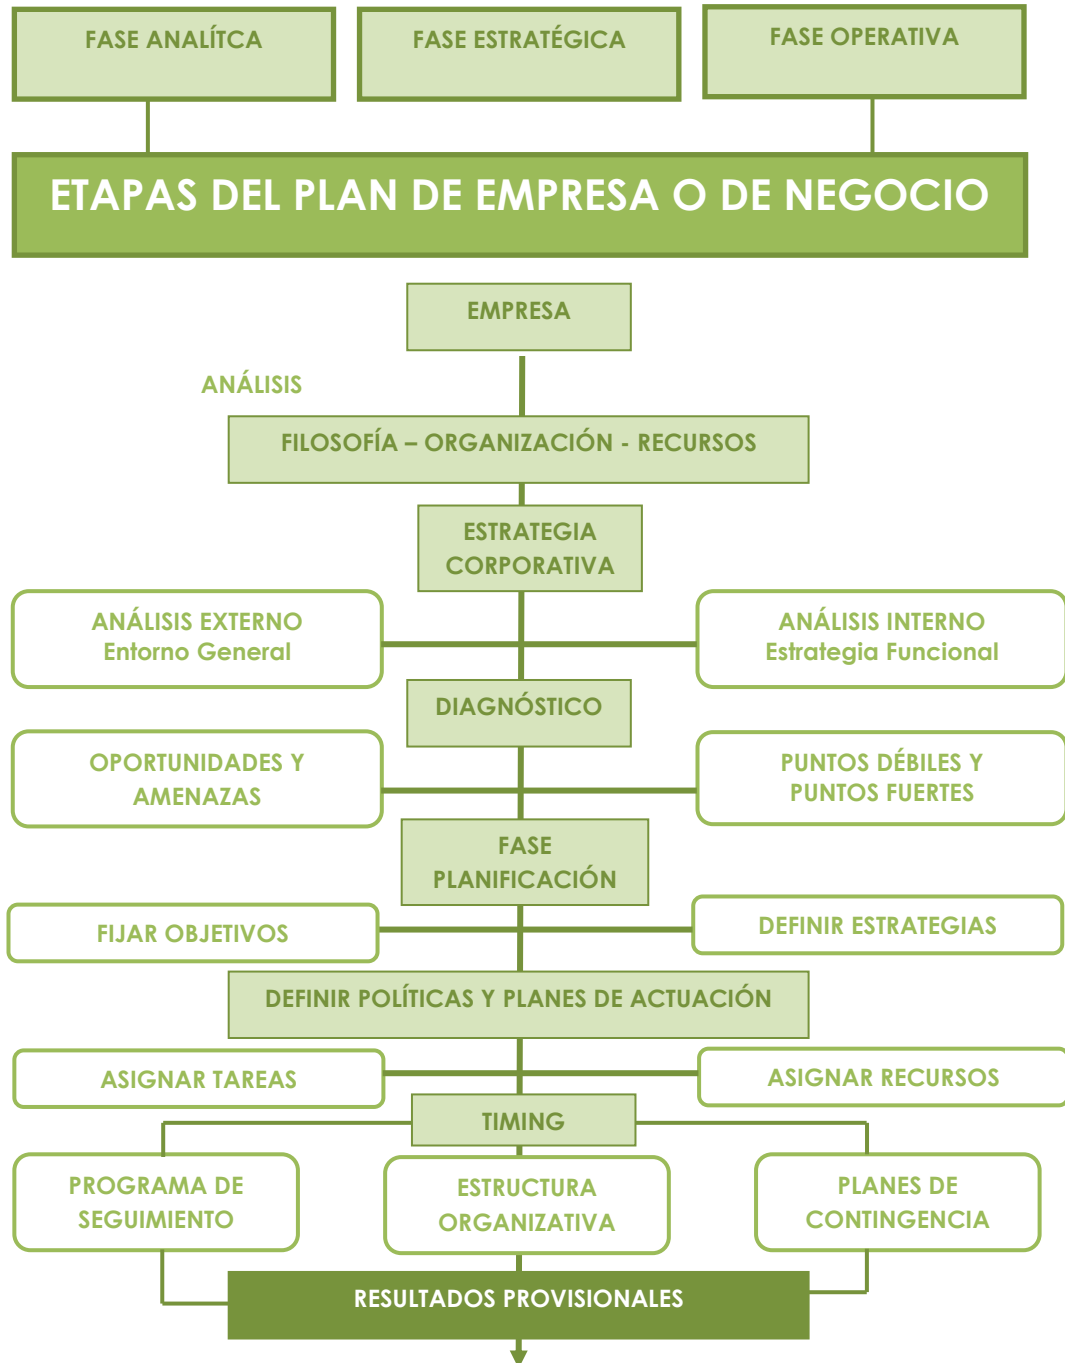 FASE ANALÍTCA
FASE ESTRATÉGICA
FASE OPERATIVA
ETAPAS DEL PLAN DE EMPRESA O DE NEGOCIO
EMPRESA
ANÁLISIS
FILOSOFÍA – ORGANIZACIÓN - RECURSOS
ESTRATEGIA
CORPORATIVA
ANÁLISIS EXTERNO
Entorno General
ANÁLISIS INTERNO
Estrategia Funcional
DIAGNÓSTICO
OPORTUNIDADES Y
AMENAZAS
PUNTOS DÉBILES Y
PUNTOS FUERTES
FASE
PLANIFICACIÓN
FIJAR OBJETIVOS
DEFINIR ESTRATEGIAS
DEFINIR POLÍTICAS Y PLANES DE ACTUACIÓN
ASIGNAR TAREAS
ASIGNAR RECURSOS
TIMING
PROGRAMA DE
SEGUIMIENTO
ESTRUCTURA
ORGANIZATIVA
PLANES DE
CONTINGENCIA
RESULTADOS PROVISIONALES